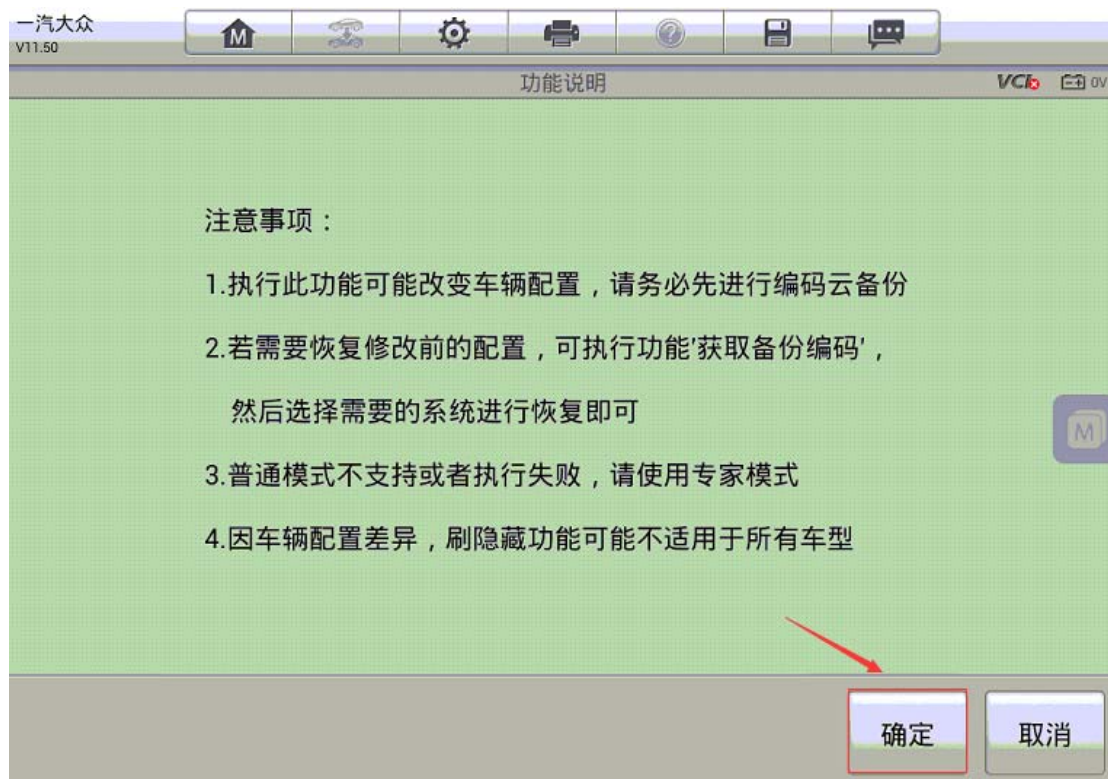 一汽大众
V11.50
M
功能说明
VCI
0V
注意事项：
1.执行此功能可能改变车辆配置，请务必先进行编码云备份
2.若需要恢复修改前的配置，可执行功能'获取备份编码'，
然后选择需要的系统进行恢复即可
M
3.普通模式不支持或者执行失败，请使用专家模式
4.因车辆配置差异，刷隐藏功能可能不适用于所有车型
确定
取消